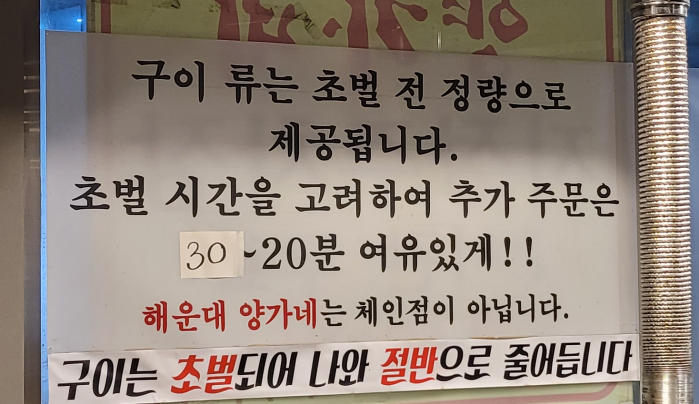 구이 류는 초벌 전 정량으로
제공됩니다.
초벌 시간을 고려하여 추가 주문은
30~20분 여유있게!!
해운대 양가네는 체인점이 아닙니다.
구이는 초벌되어 나와 절반으로 줄어듭니다